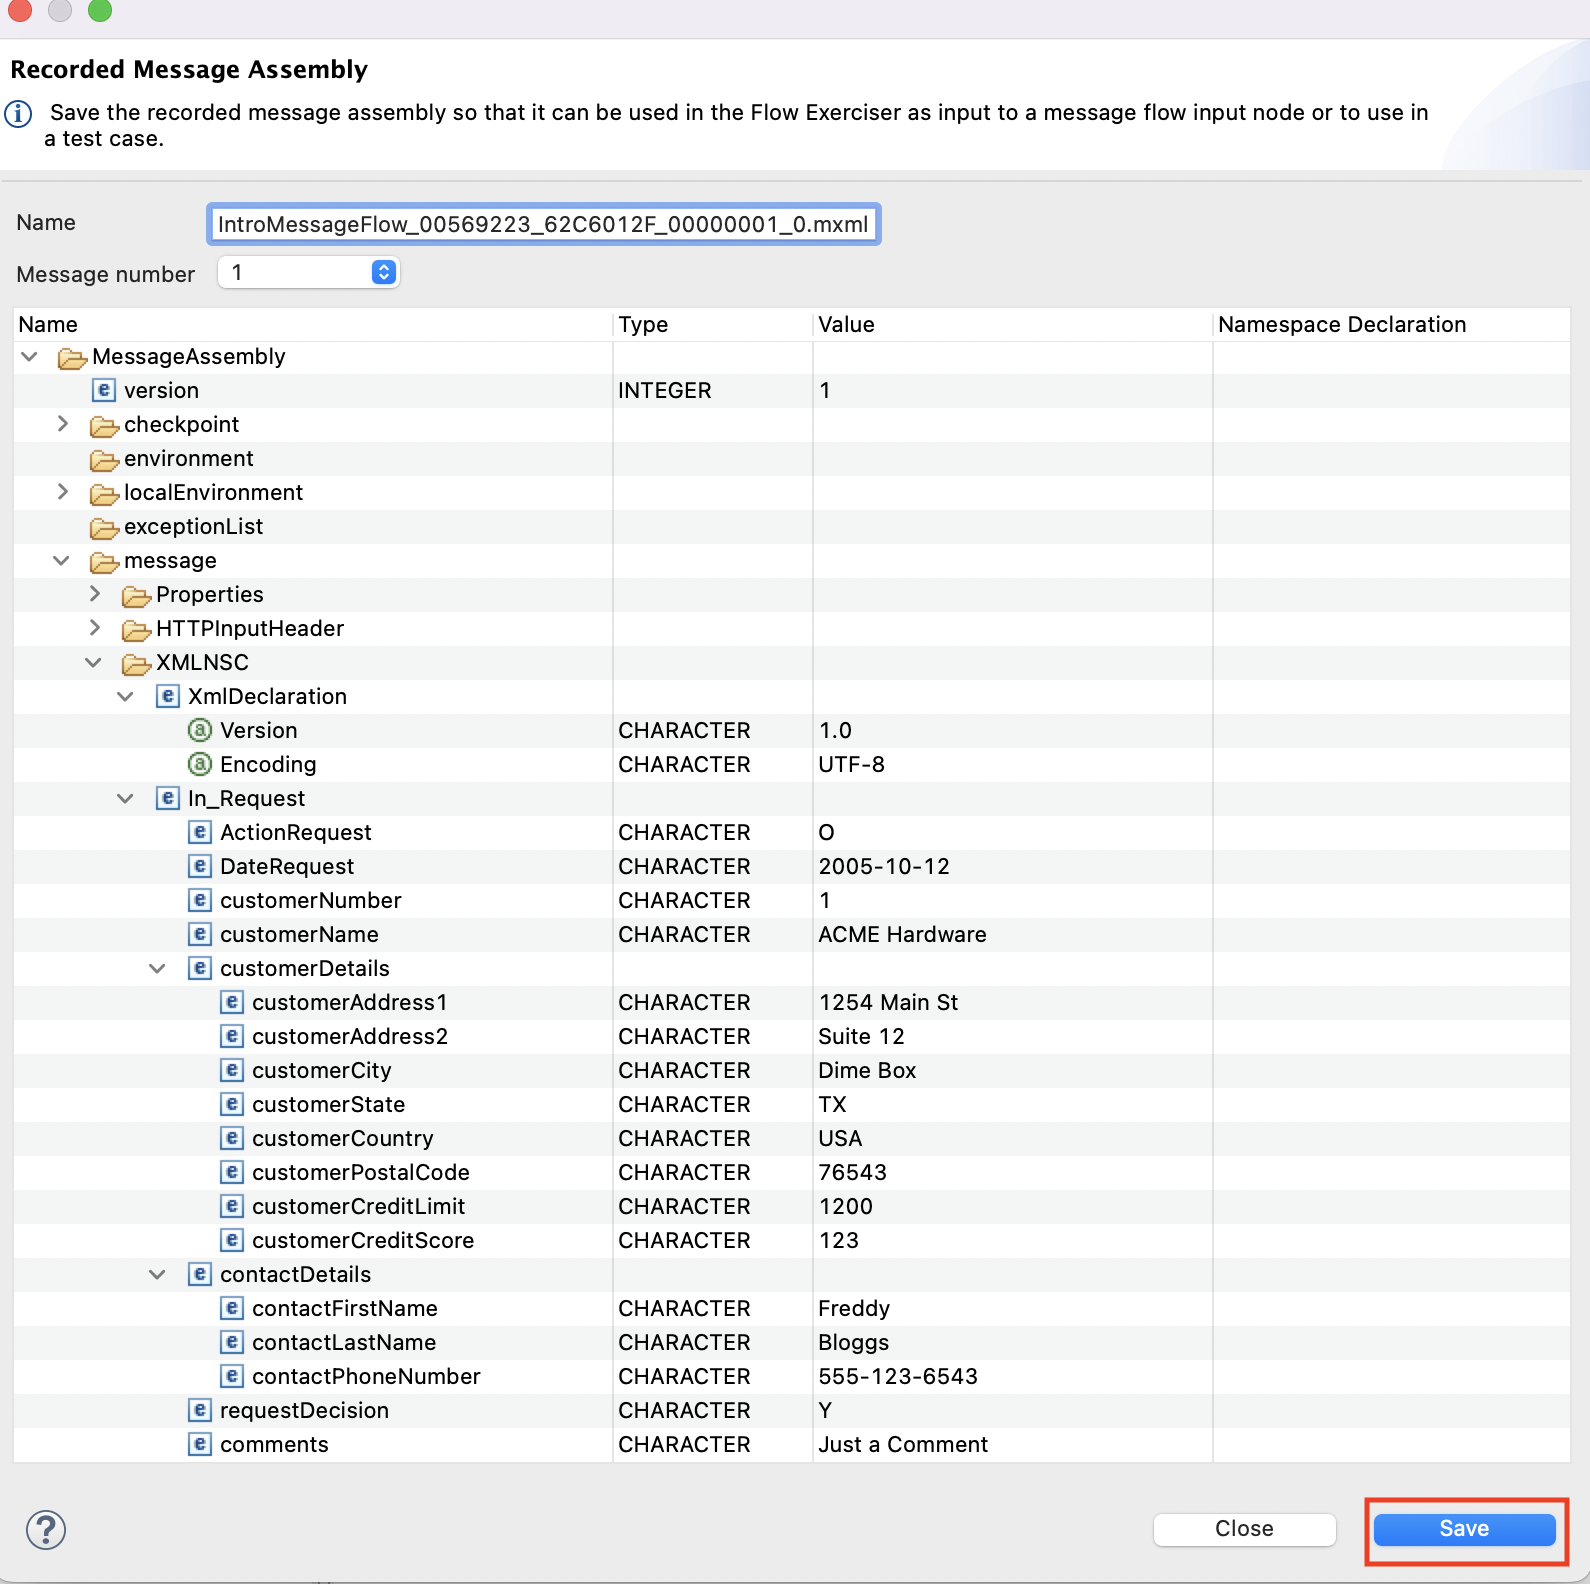 Recorded Message Assembly
Save the recorded message assembly so that it can be used in the Flow Exerciser as input to a message flow input node or to use in
a test case.
Name IntroMessageFlow_00569223_62C6012F_00000001_0.mxml
Message number 1
Name Type Value Namespace Declaration
MessageAssembly
e version INTEGER 1
checkpoint
environment
localEnvironment
exceptionList
message
Properties
HTTPInputHeader
XMLNSC
e XmlDeclaration
a Version CHARACTER 1.0
a Encoding CHARACTER UTF-8
e In_Request
e ActionRequest CHARACTER O
e DateRequest CHARACTER 2005-10-12
e customerNumber CHARACTER 1
e customerName CHARACTER ACME Hardware
e customerDetails
e customerAddress1 CHARACTER 1254 Main St
e customerAddress2 CHARACTER Suite 12
e customerCity CHARACTER Dime Box
e customerState CHARACTER TX
e customerCountry CHARACTER USA
e customerPostalCode CHARACTER 76543
e customerCreditLimit CHARACTER 1200
e customerCreditScore CHARACTER 123
e contactDetails
e contactFirstName CHARACTER Freddy
e contactLastName CHARACTER Bloggs
e contactPhoneNumber CHARACTER 555-123-6543
e requestDecision CHARACTER Y
e comments CHARACTER Just a Comment
? Close Save